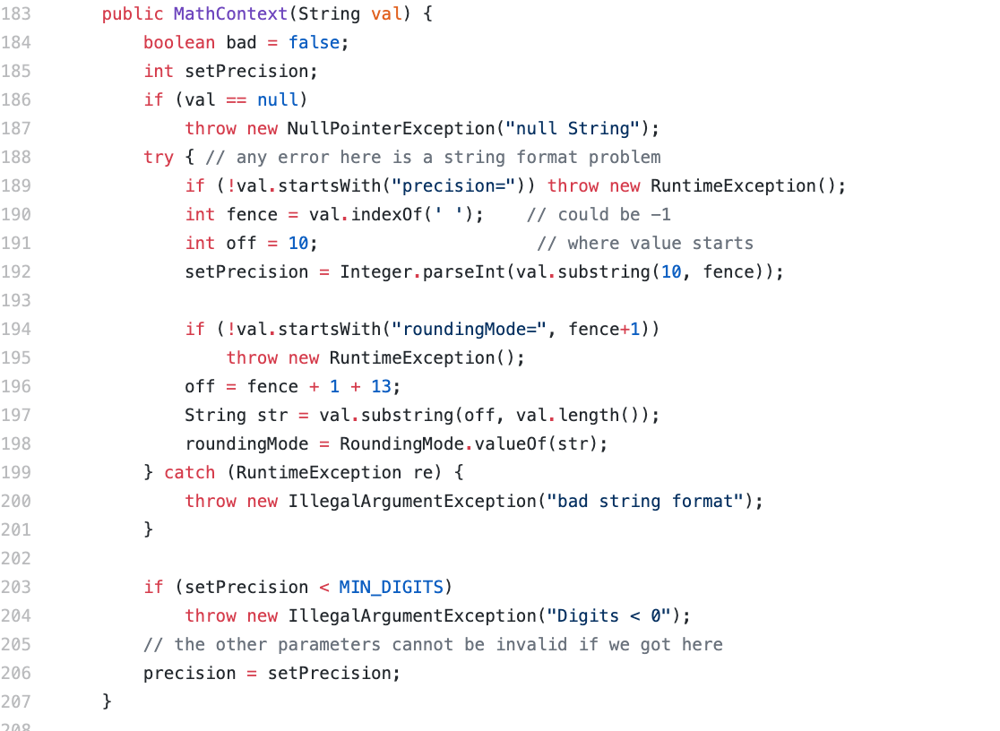 183 public MathContext(String val) {
184 boolean bad = false;
185 int setPrecision;
186 if (val == null)
187 throw new NullPointerException("null String");
188 try { // any error here is a string format problem
189 if (!val.startsWith("precision=")) throw new RuntimeException();
190 int fence = val.indexOf(' '); // could be -1
191 int off = 10; // where value starts
192 setPrecision = Integer.parseInt(val.substring(10, fence));
193
194 if (!val.startsWith("roundingMode=", fence+1))
195 throw new RuntimeException();
196 off = fence + 1 + 13;
197 String str = val.substring(off, val.length());
198 roundingMode = RoundingMode.valueOf(str);
199 } catch (RuntimeException re) {
200 throw new IllegalArgumentException("bad string format");
201 }
202
203 if (setPrecision < MIN_DIGITS)
204 throw new IllegalArgumentException("Digits < 0");
205 // the other parameters cannot be invalid if we got here
206 precision = setPrecision;
207 }
208